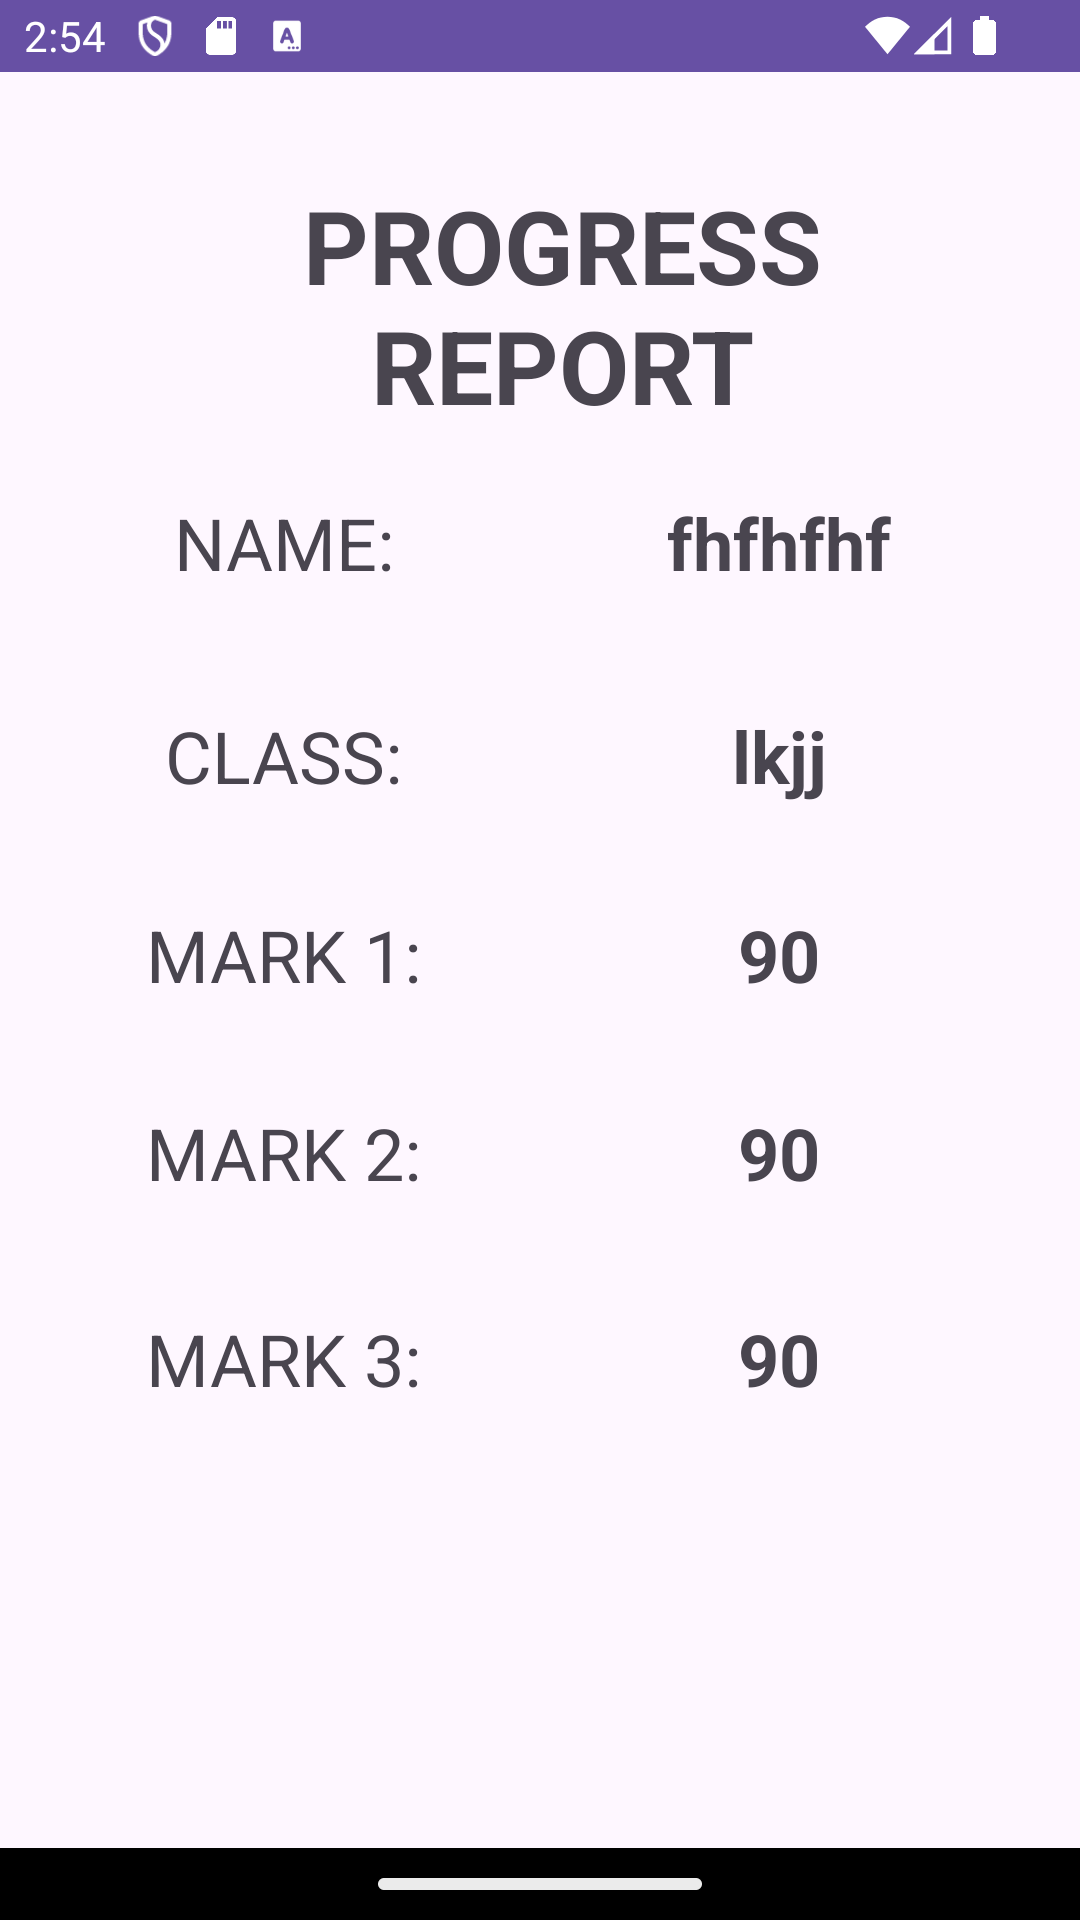 2:54
PROGRESS
REPORT
NAME: fhfhfhf
CLASS: lkjj
MARK 1: 90
MARK 2: 90
MARK 3: 90